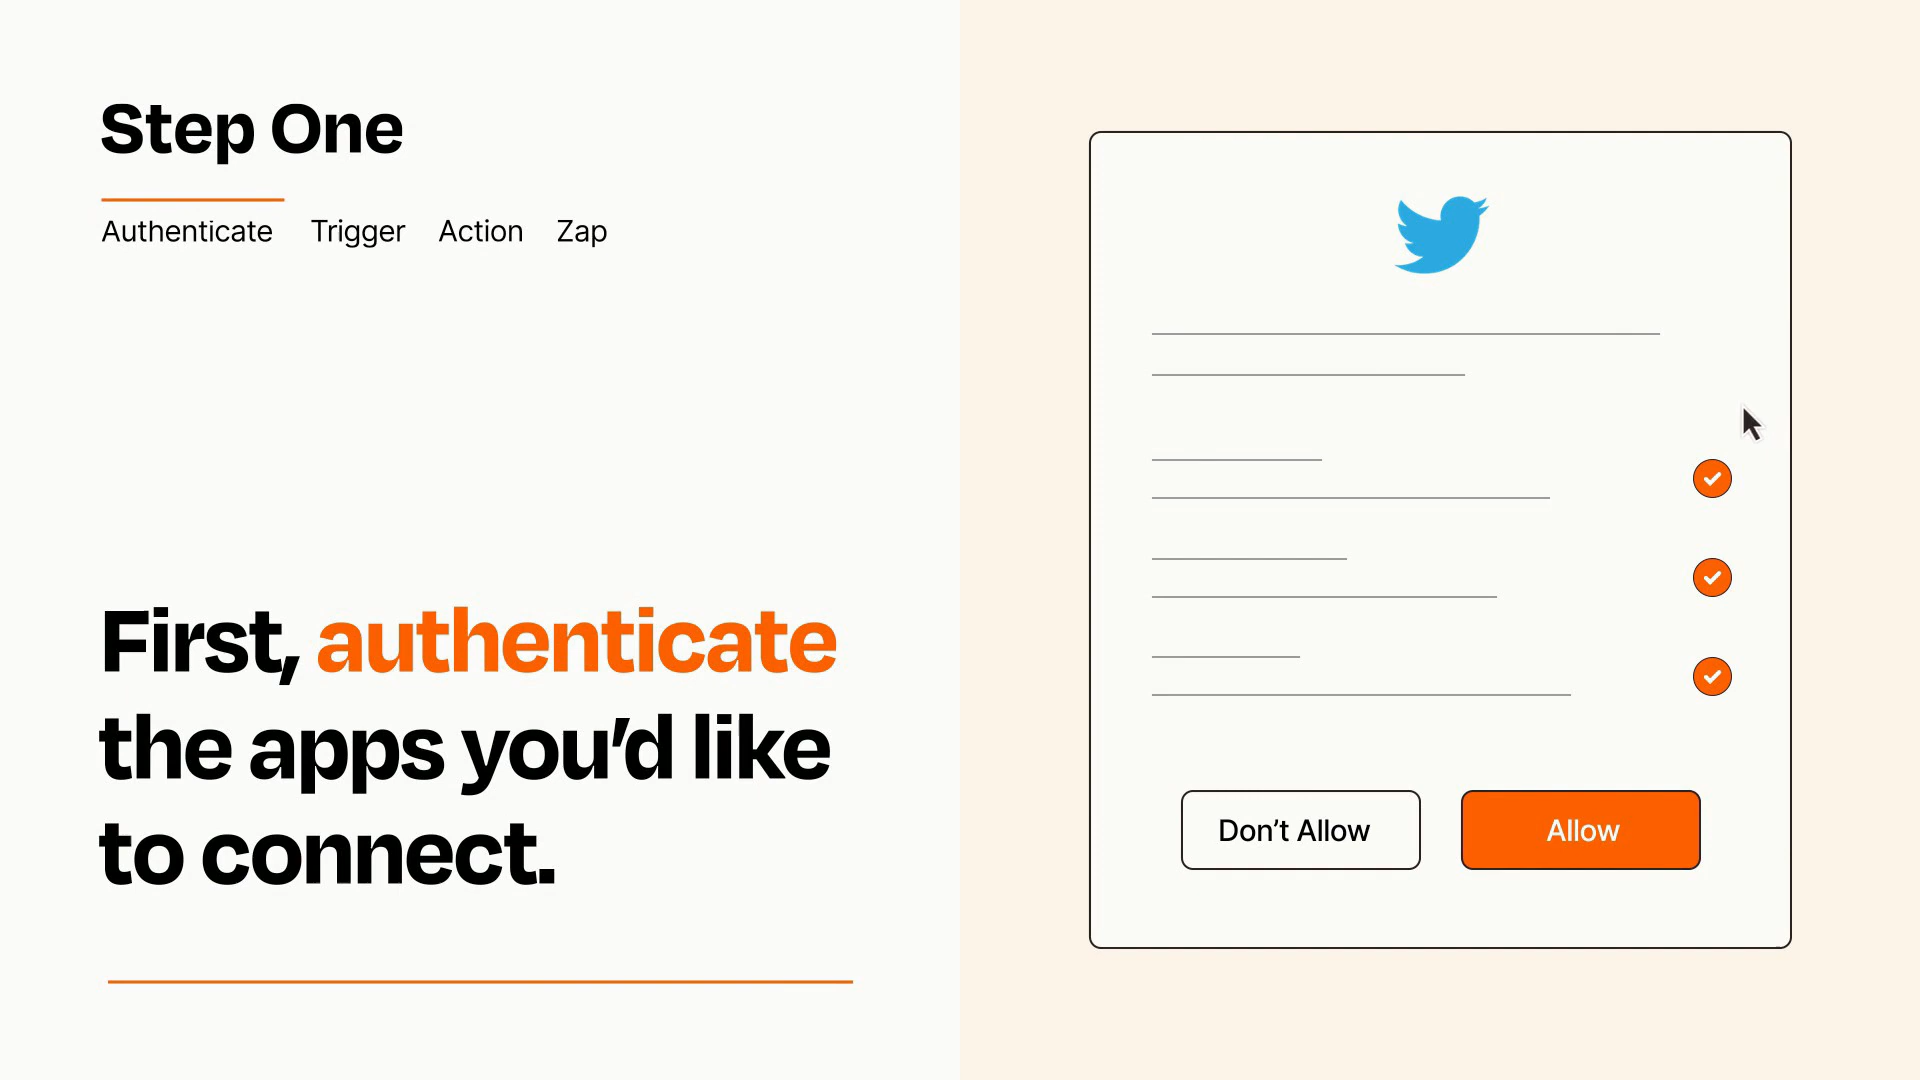 Step One
Authenticate Trigger Action Zap
First, authenticate
the apps you’d like
to connect.
Don’t Allow
Allow